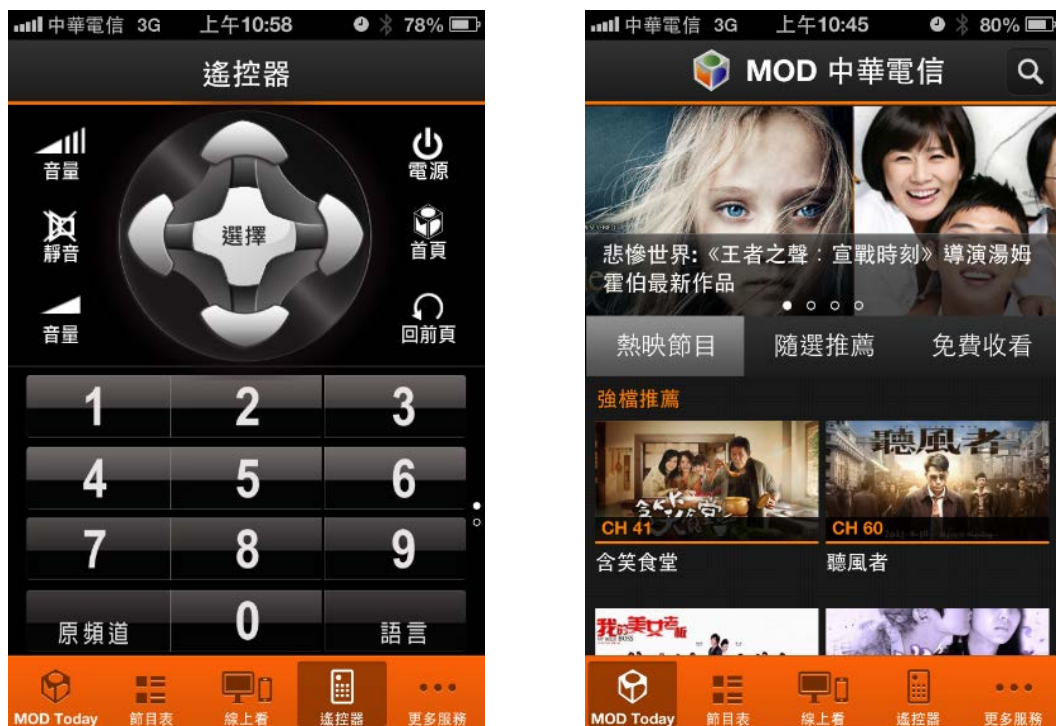 中華電信 3G 上午10:58 78%
遙控器
音量
電源
靜音
選擇
首頁
音量
回前頁
1 2 3
4 5 6
7 8 9
原頻道 0 語言
MOD Today 節目表 線上看 遙控器 更多服務
中華電信 3G 上午10:45 80%
MOD 中華電信
悲慘世界:《王者之聲：宣戰時刻》導演湯姆
霍伯最新作品
熱映節目 隨選推薦 免費收看
強檔推薦
含笑食堂
CH 41
聽風者
CH 60
含笑食堂 聽風者
我的美女老板
MY WIFE BOSS
MOD Today 節目表 線上看 遙控器 更多服務